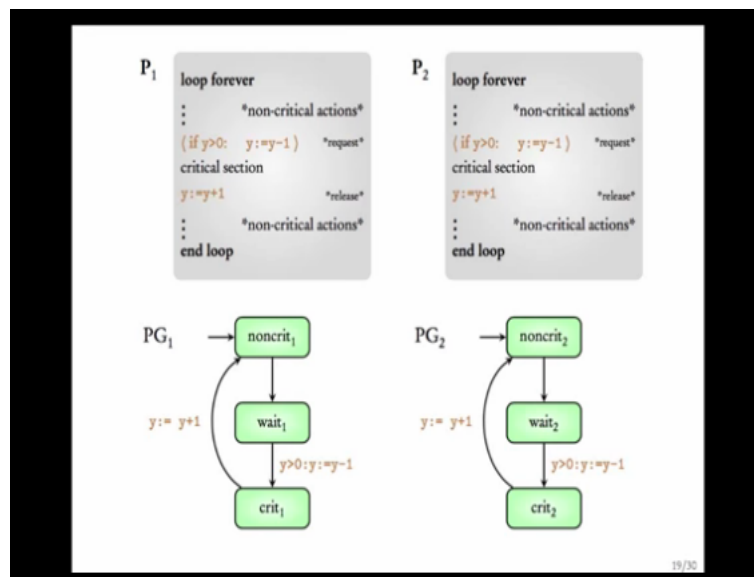 P1
loop forever
⋮ *non-critical actions*
(if y>0: y:=y-1) *request*
critical section
y:=y+1 *release*
⋮ *non-critical actions*
end loop
P2
loop forever
⋮ *non-critical actions*
(if y>0: y:=y-1) *request*
critical section
y:=y+1 *release*
⋮ *non-critical actions*
end loop
PG1
noncrit1
y:= y+1
wait1
y>0:y:=y-1
crit1
PG2
noncrit2
y:= y+1
wait2
y>0:y:=y-1
crit2
19/30